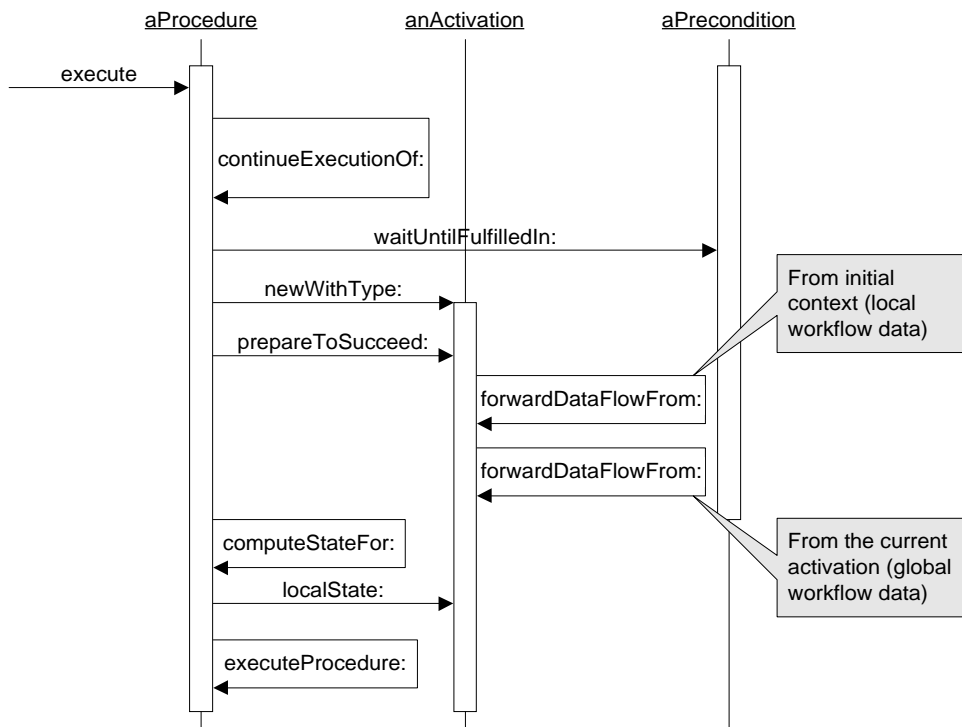 aProcedure
anActivation
aPrecondition
execute
continueExecutionOf:
waitUntilFulfilledIn:
From initial
context (local
workflow data)
newWithType:
prepareToSucceed:
forwardDataFlowFrom:
forwardDataFlowFrom:
computeStateFor:
From the current
activation (global
workflow data)
localState:
executeProcedure: